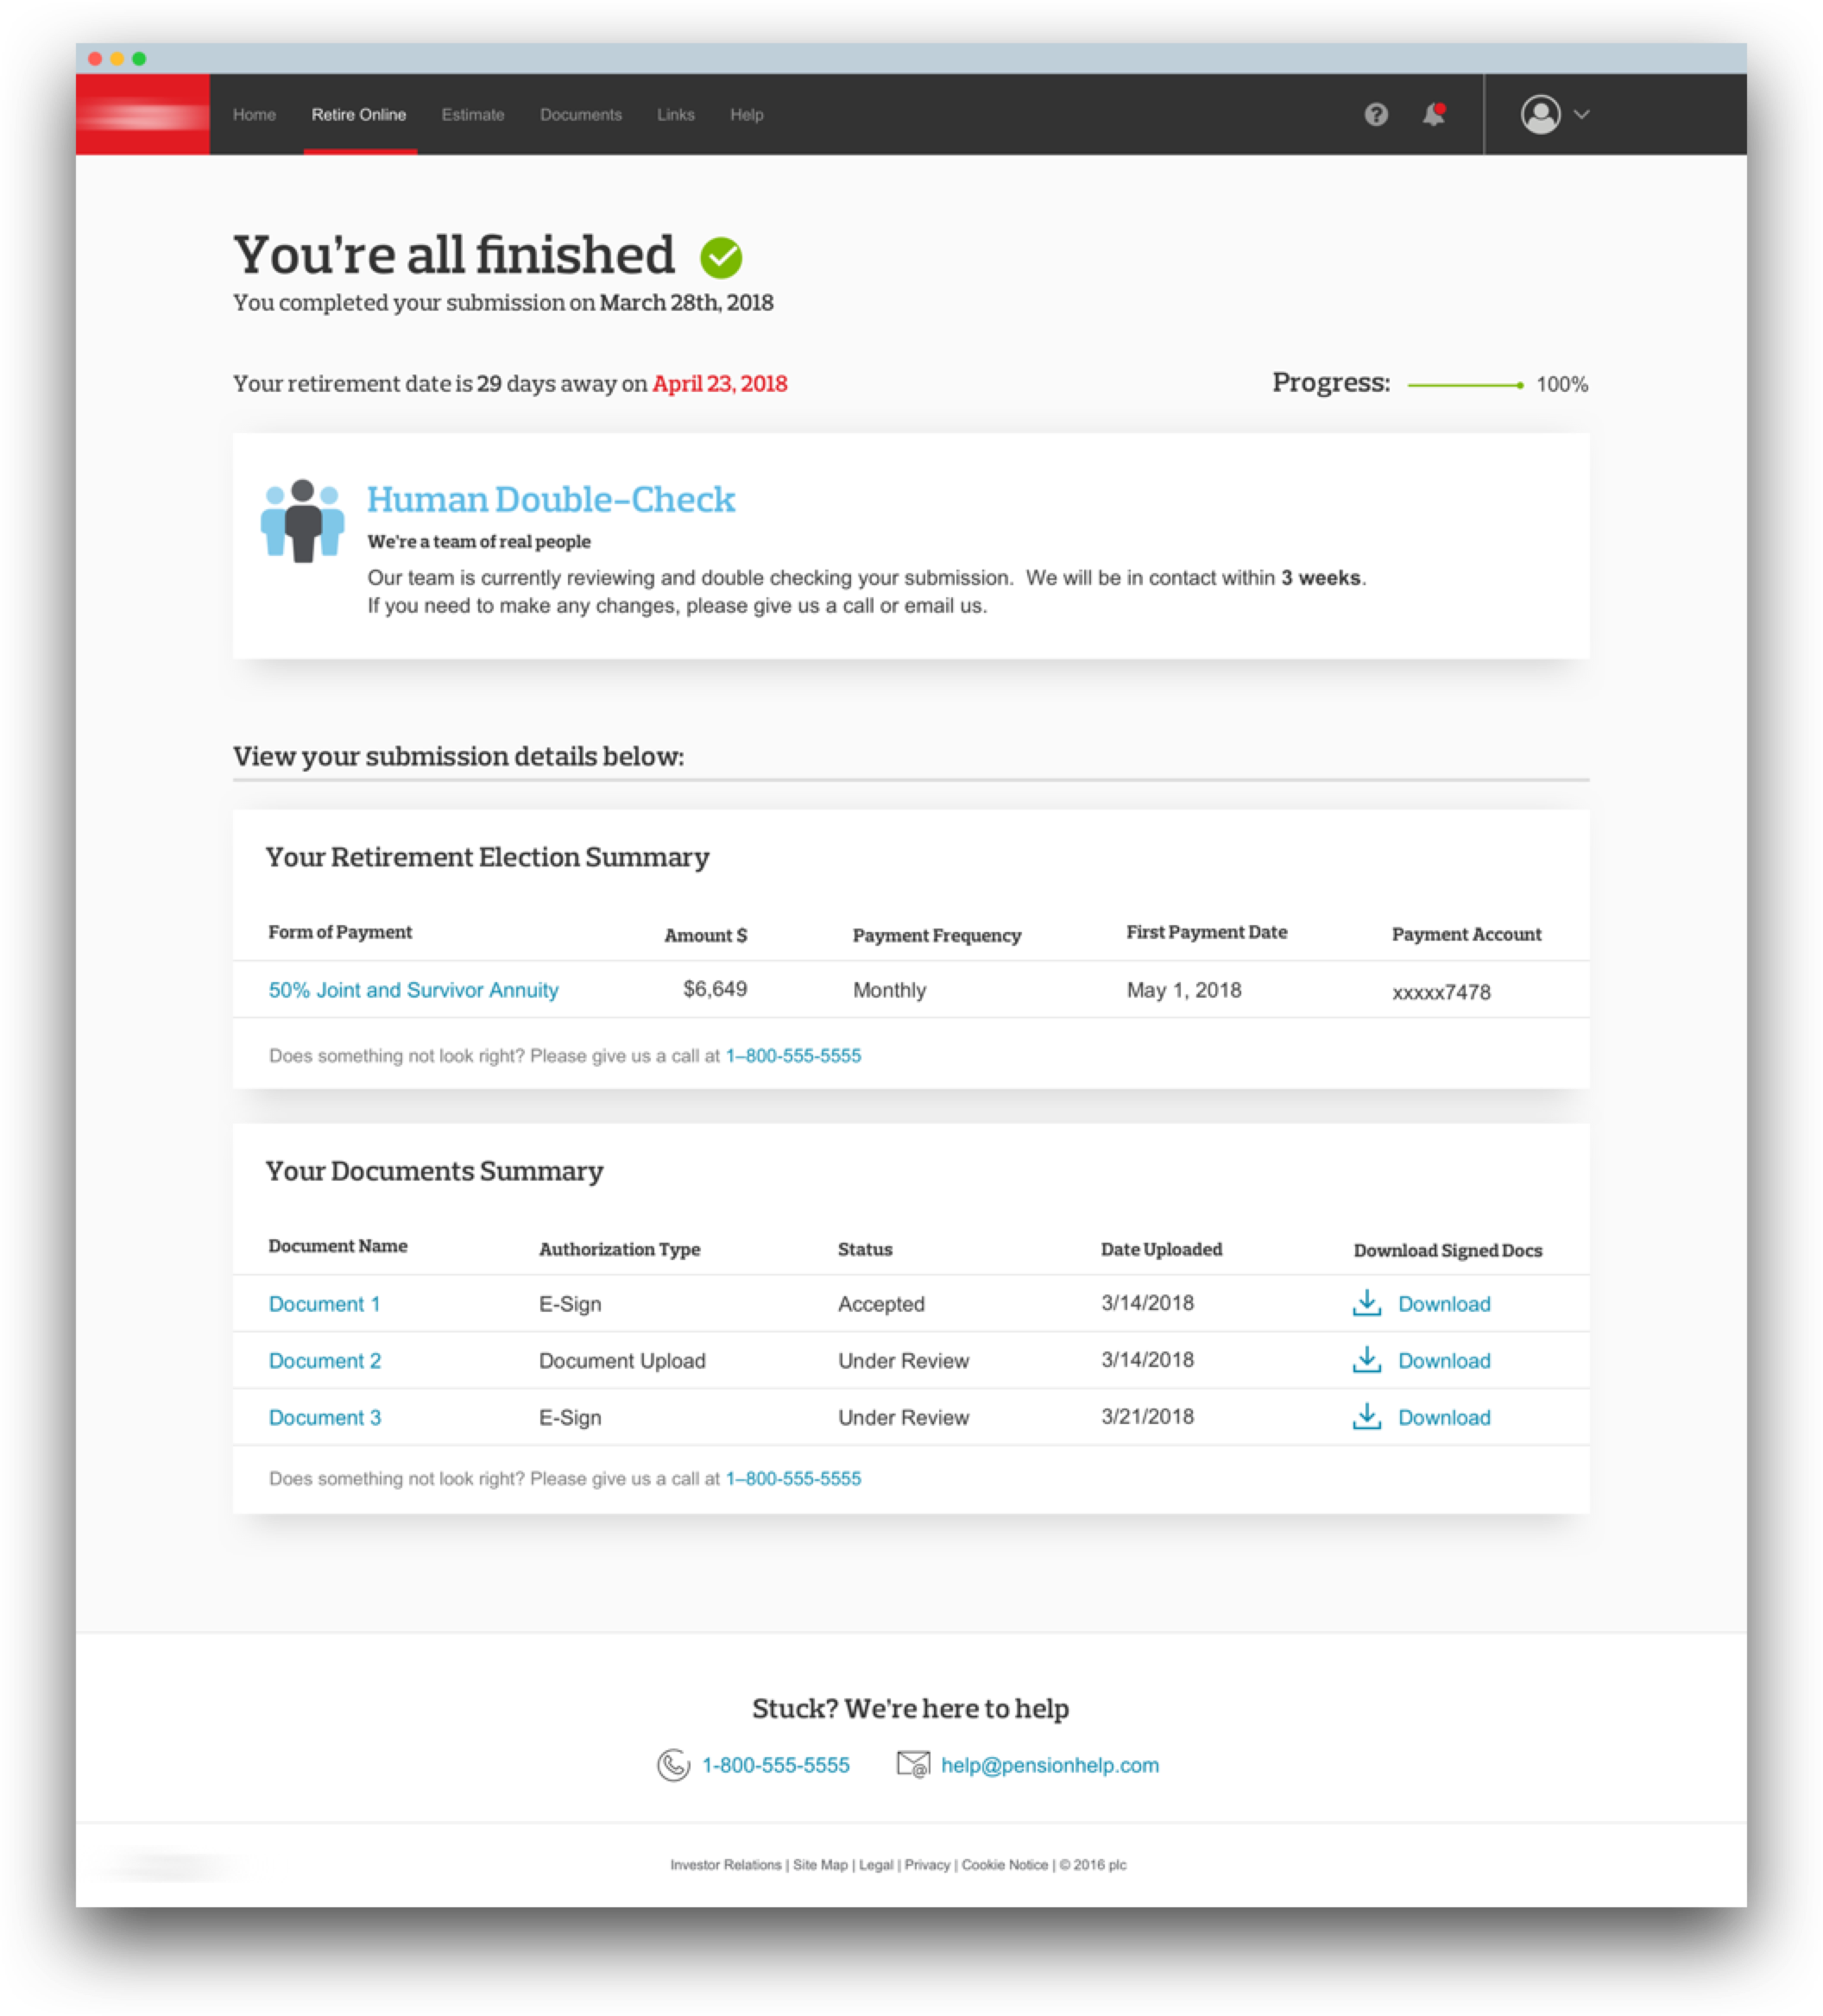 Home Retire Online Estimate Documents Links Help
You're all finished
You completed your submission on March 28th, 2018
Your retirement date is 29 days away on April 23, 2018
Progress: 100%
Human Double-Check
We're a team of real people
Our team is currently reviewing and double checking your submission. We will be in contact within 3 weeks.
If you need to make any changes, please give us a call or email us.
View your submission details below:
Your Retirement Election Summary
Form of Payment Amount $ Payment Frequency First Payment Date Payment Account
50% Joint and Survivor Annuity $6,649 Monthly May 1, 2018 xxxxx7478
Does something not look right? Please give us a call at 1–800-555-5555
Your Documents Summary
Document Name Authorization Type Status Date Uploaded Download Signed Docs
Document 1 E-Sign Accepted 3/14/2018 Download
Document 2 Document Upload Under Review 3/14/2018 Download
Document 3 E-Sign Under Review 3/21/2018 Download
Does something not look right? Please give us a call at 1–800-555-5555
Stuck? We're here to help
1-800-555-5555 help@pensionhelp.com
Investor Relations | Site Map | Legal | Privacy | Cookie Notice | © 2016 plc